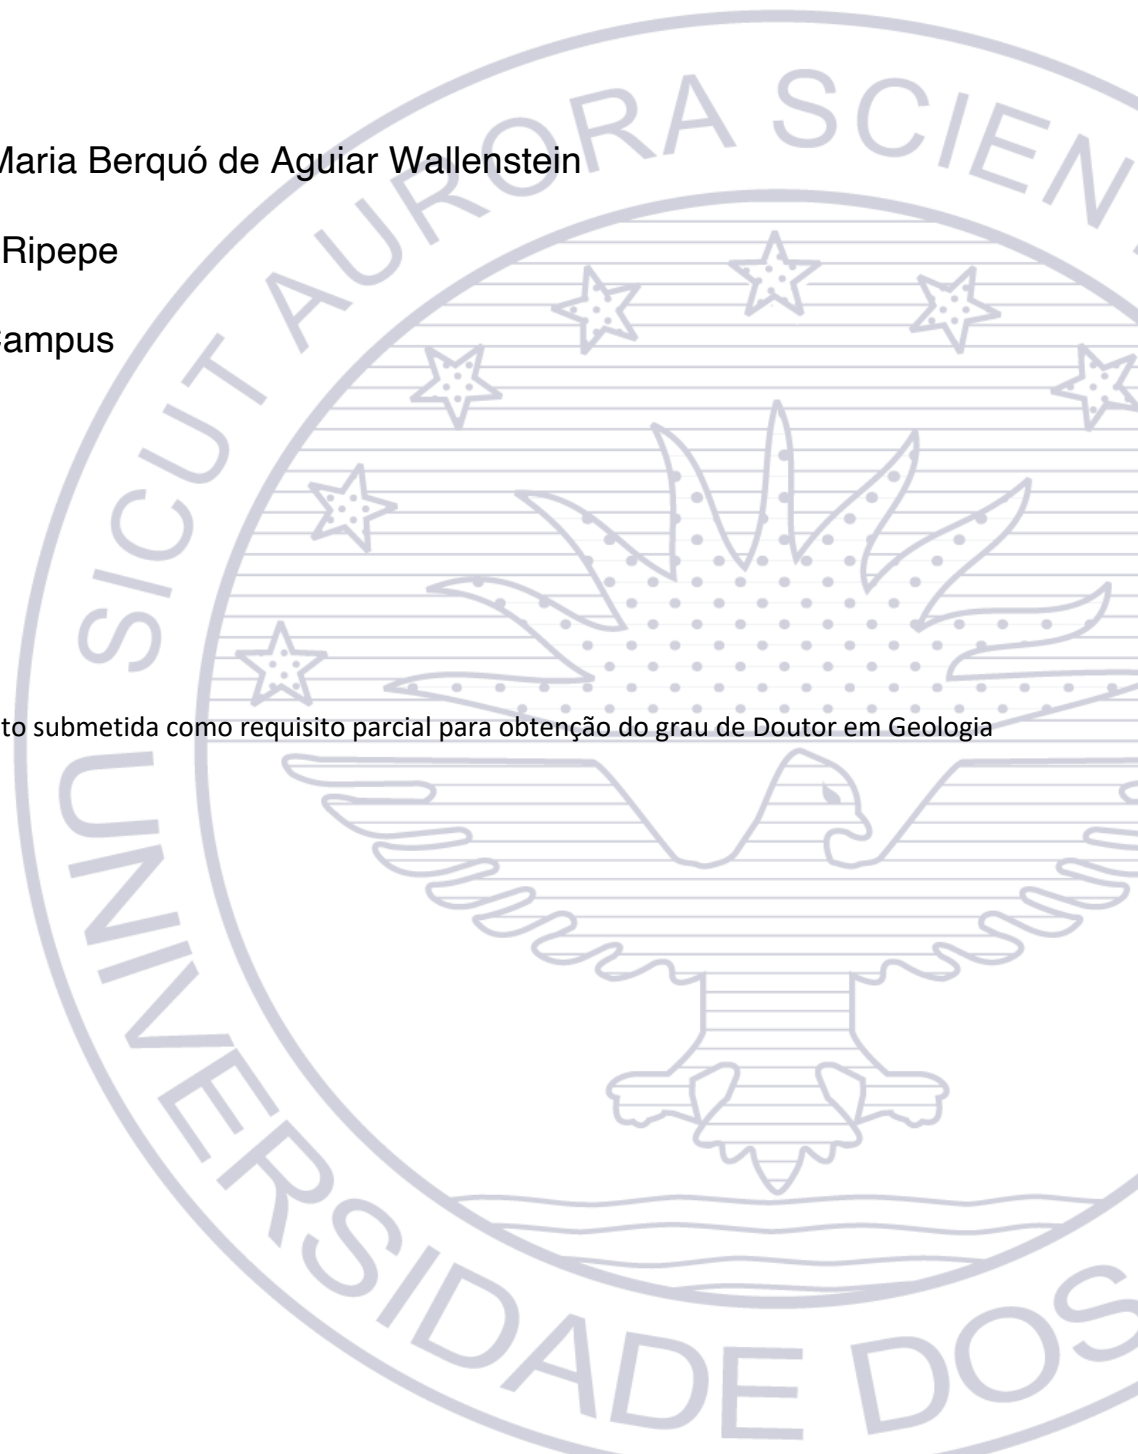 Maria Berquó de Aguiar Wallenstein
Ripepe
Campus
to submetida como requisito parcial para obtenção do grau de Doutor em Geologia
SICUT AURORA SCIEN
UNIVERSIDADE DOS